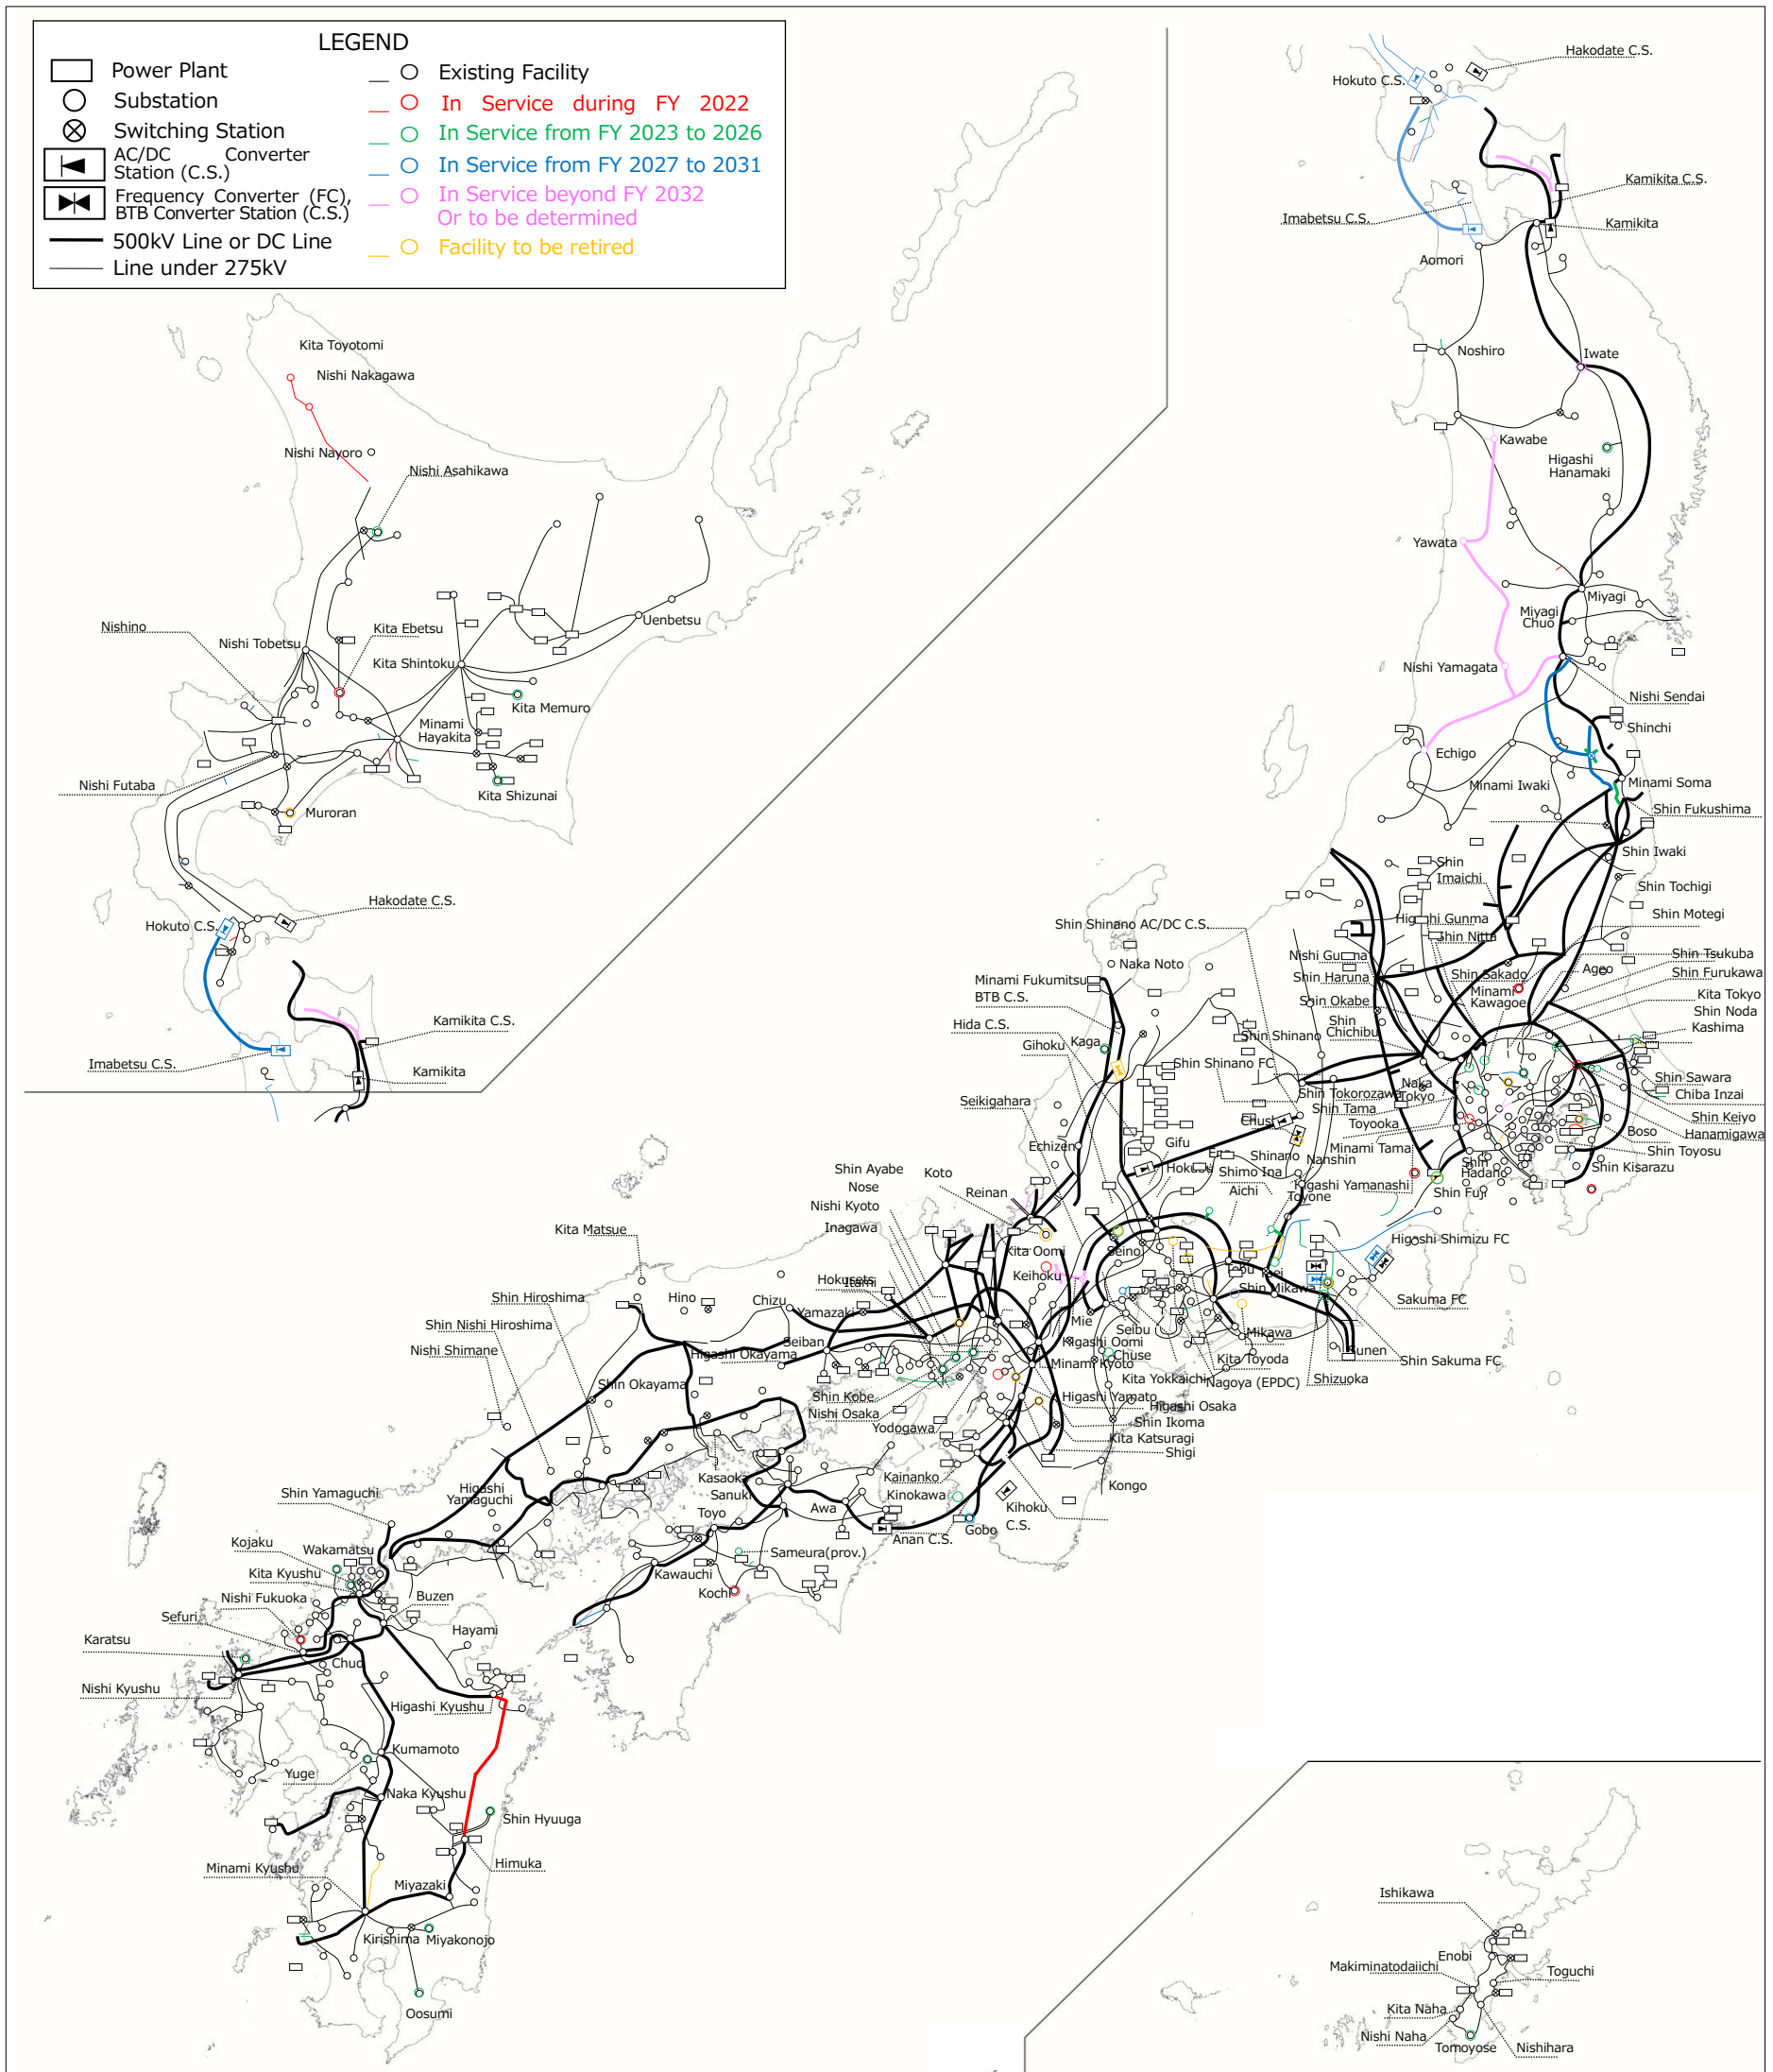 LEGEND
Power Plant
Substation
Switching Station
AC/DC Converter
Station (C.S.)
Frequency Converter (FC),
BTB Converter Station (C.S.)
500kV Line or DC Line
Line under 275kV
Existing Facility
In Service during FY 2022
In Service from FY 2023 to 2026
In Service from FY 2027 to 2031
In Service beyond FY 2032
Or to be determined
Facility to be retired
Kita Toyotomi
Nishi Nakagawa
Nishi Nayoro
Nishi Asahikawa
Nishino
Nishi Tobetsu
Kita Ebetsu
Kita Shintoku
Uenbetsu
Kita Memuro
Minami
Hayakita
Nishi Futaba
Kita Shizunai
Muroran
Hakodate C.S.
Hokuto C.S.
Kamikita C.S.
Imabetsu C.S.
Kamikita
Hakodate C.S.
Hokuto C.S.
Kamikita C.S.
Imabetsu C.S.
Kamikita
Aomori
Noshiro
Iwate
Kawabe
Higashi
Hanamaki
Yawata
Miyagi
Miyagi
Chuo
Nishi Yamagata
Nishi Sendai
Shinchi
Echigo
Minami Soma
Minami Iwaki
Shin Fukushima
Shin Iwaki
Shin
Imaichi
Shin Tochigi
Shin Motegi
Higashi Gunma
Shin Nitta
Shin Shinano AC/DC C.S.
Nishi Gunma
Shin Tsukuba
Shin Haruna
Shin Sakado
Ageo
Shin Furukawa
Minami
Kawagoe
Kita Tokyo
Shin Okabe
Shin Noda
Shin
Chichibu
Kashima
Naka Noto
Minami Fukumitsu
BTB C.S.
Hida C.S.
Kaga
Gihoku
Shin Shinano
Shin Shinano FC
Shin Sawara
Naka
Tokyo
Shin Tokorozawa
Chiba Inzai
Seikigahara
Shin Tama
Shin Keiyo
Toyooka
Boso
Hanamigawa
Echizen
Gifu
Shinano
Minami Tama
Shin Toyosu
Nanshin
Shin
Hadano
Shin Kisarazu
Shin Ayabe
Koto
Shimo Ina
Nose
Reinan
Aichi
Toyone
Shin Fuji
Nishi Kyoto
Inagawa
Kita Matsue
Kita Oomi
Seino
Higashi Shimizu FC
Keihoku
Itami
Hino
Chizu
Shin Mikawa
Sakuma FC
Shin Hiroshima
Yamazaki
Mie
Seibu
Mikawa
Shin Nishi Hiroshima
Seiban
Nishi Shimane
Higashi Okayama
Chuse
Kita Toyoda
Shin Sakuma FC
Minami Kyoto
Kita Yokkaichi
Nagoya (EPDC)
Shizuoka
Shin Okayama
Shin Kobe
Higashi Yamato
Higashi Osaka
Nishi Osaka
Shin Ikoma
Yodogawa
Kita Katsuragi
Shigi
Kasaoka
Kainanko
Kongo
Sanuki
Kinokawa
Shin Yamaguchi
Higashi
Yamaguchi
Toyo
Awa
Kihoku
C.S.
Gobo
Anan C.S.
Kojaku
Wakamatsu
Sameura(prov.)
Kita Kyushu
Kawauchi
Kochi
Nishi Fukuoka
Buzen
Sefuri
Hayami
Karatsu
Chuo
Nishi Kyushu
Higashi Kyushu
Kumamoto
Yuge
Naka Kyushu
Shin Hyuuga
Himuka
Minami Kyushu
Miyazaki
Kirishima
Miyakonojo
Oosumi
Ishikawa
Enobi
Makiminatodaiichi
Toguchi
Kita Naha
Nishi Naha
Tomoyose
Nishihara